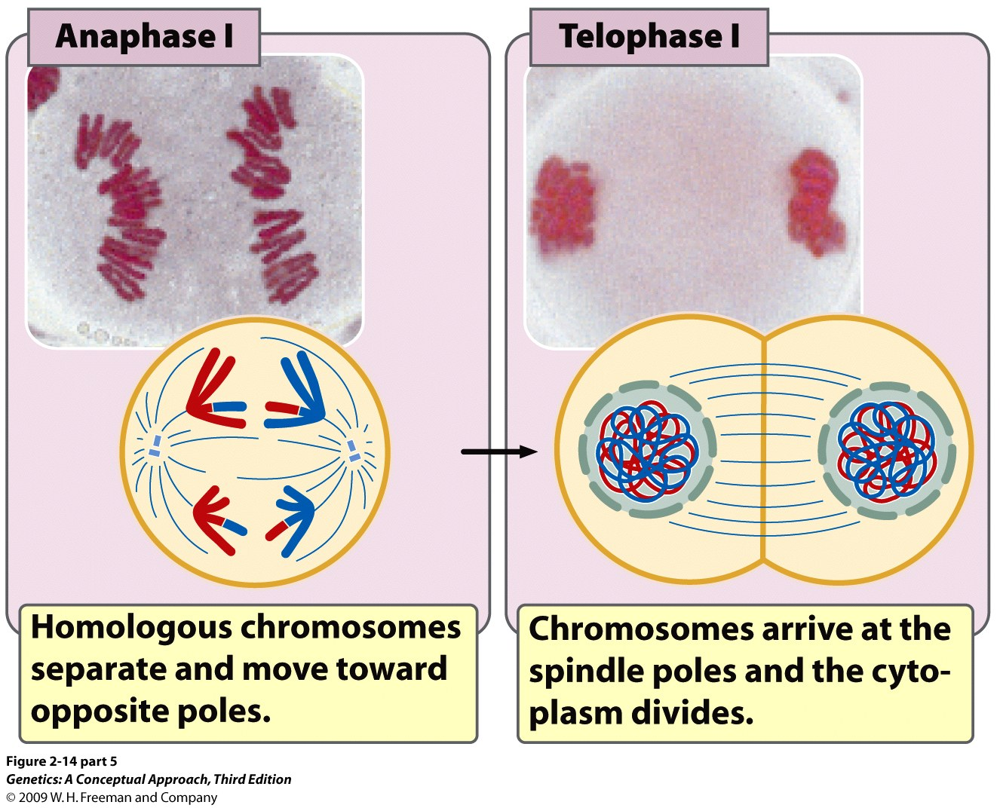 Anaphase I
Homologous chromosomes
separate and move toward
opposite poles.
Telophase I
Chromosomes arrive at the
spindle poles and the cyto-
plasm divides.
Figure 2-14 part 5
Genetics: A Conceptual Approach, Third Edition
© 2009 W. H. Freeman and Company